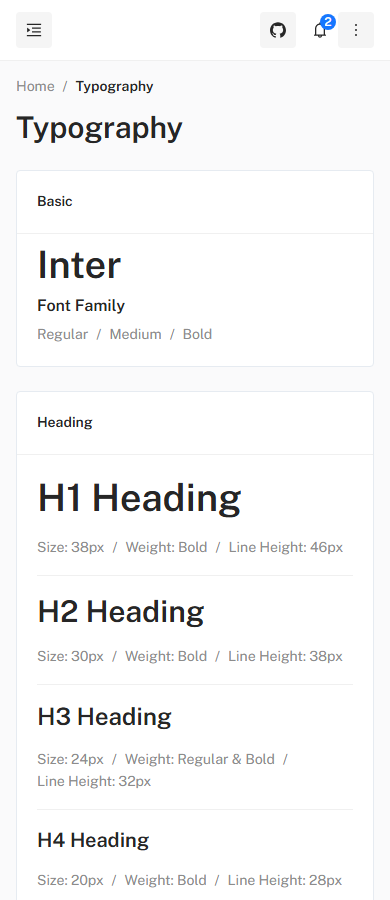 2
Home / Typography
Typography
Basic
Inter
Font Family
Regular / Medium / Bold
Heading
H1 Heading
Size: 38px / Weight: Bold / Line Height: 46px
H2 Heading
Size: 30px / Weight: Bold / Line Height: 38px
H3 Heading
Size: 24px / Weight: Regular & Bold /
Line Height: 32px
H4 Heading
Size: 20px / Weight: Bold / Line Height: 28px